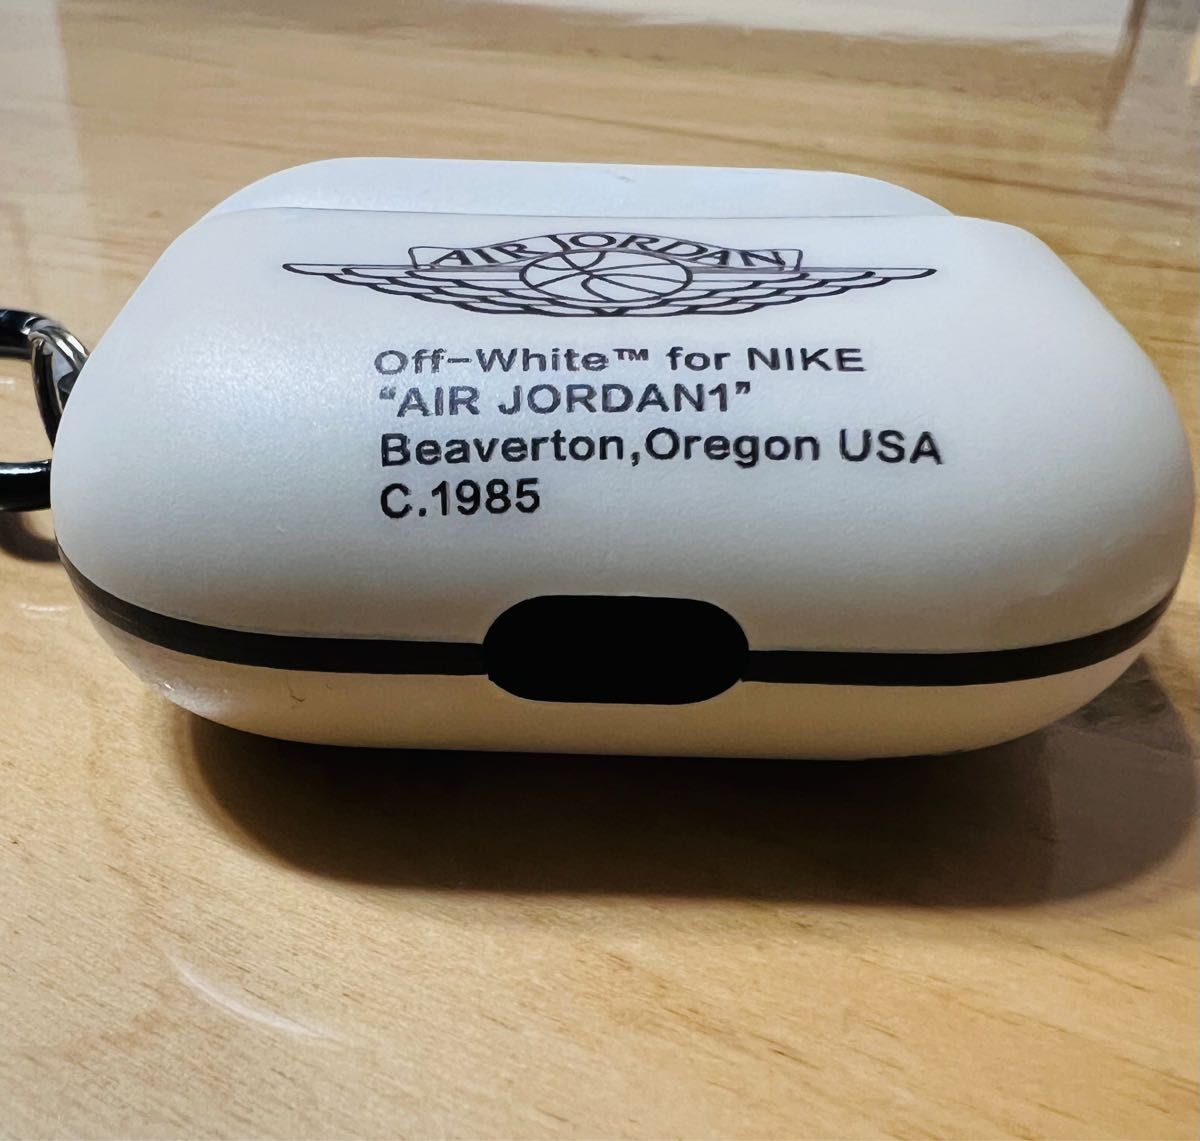 AIR JORDAN
Off-White™ for NIKE
“AIR JORDAN1”
Beaverton,Oregon USA
C.1985